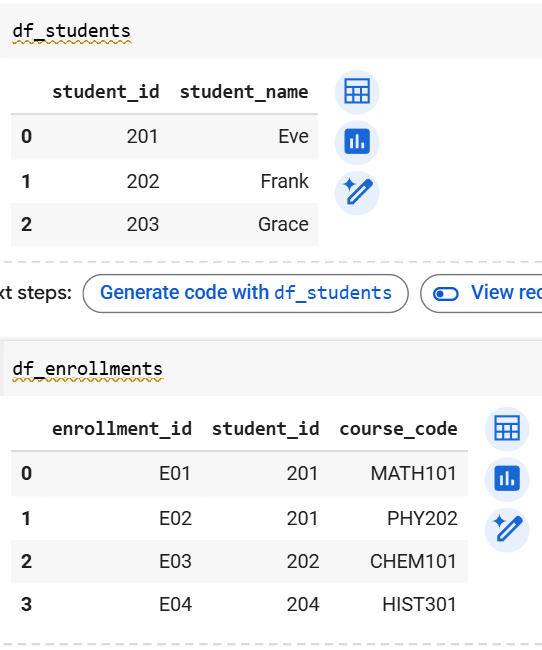 df_students
student_id student_name
0 201 Eve
1 202 Frank
2 203 Grace
xt steps: Generate code with df_students View rec
df_enrollments
enrollment_id student_id course_code
0 E01 201 MATH101
1 E02 201 PHY202
2 E03 202 CHEM101
3 E04 204 HIST301